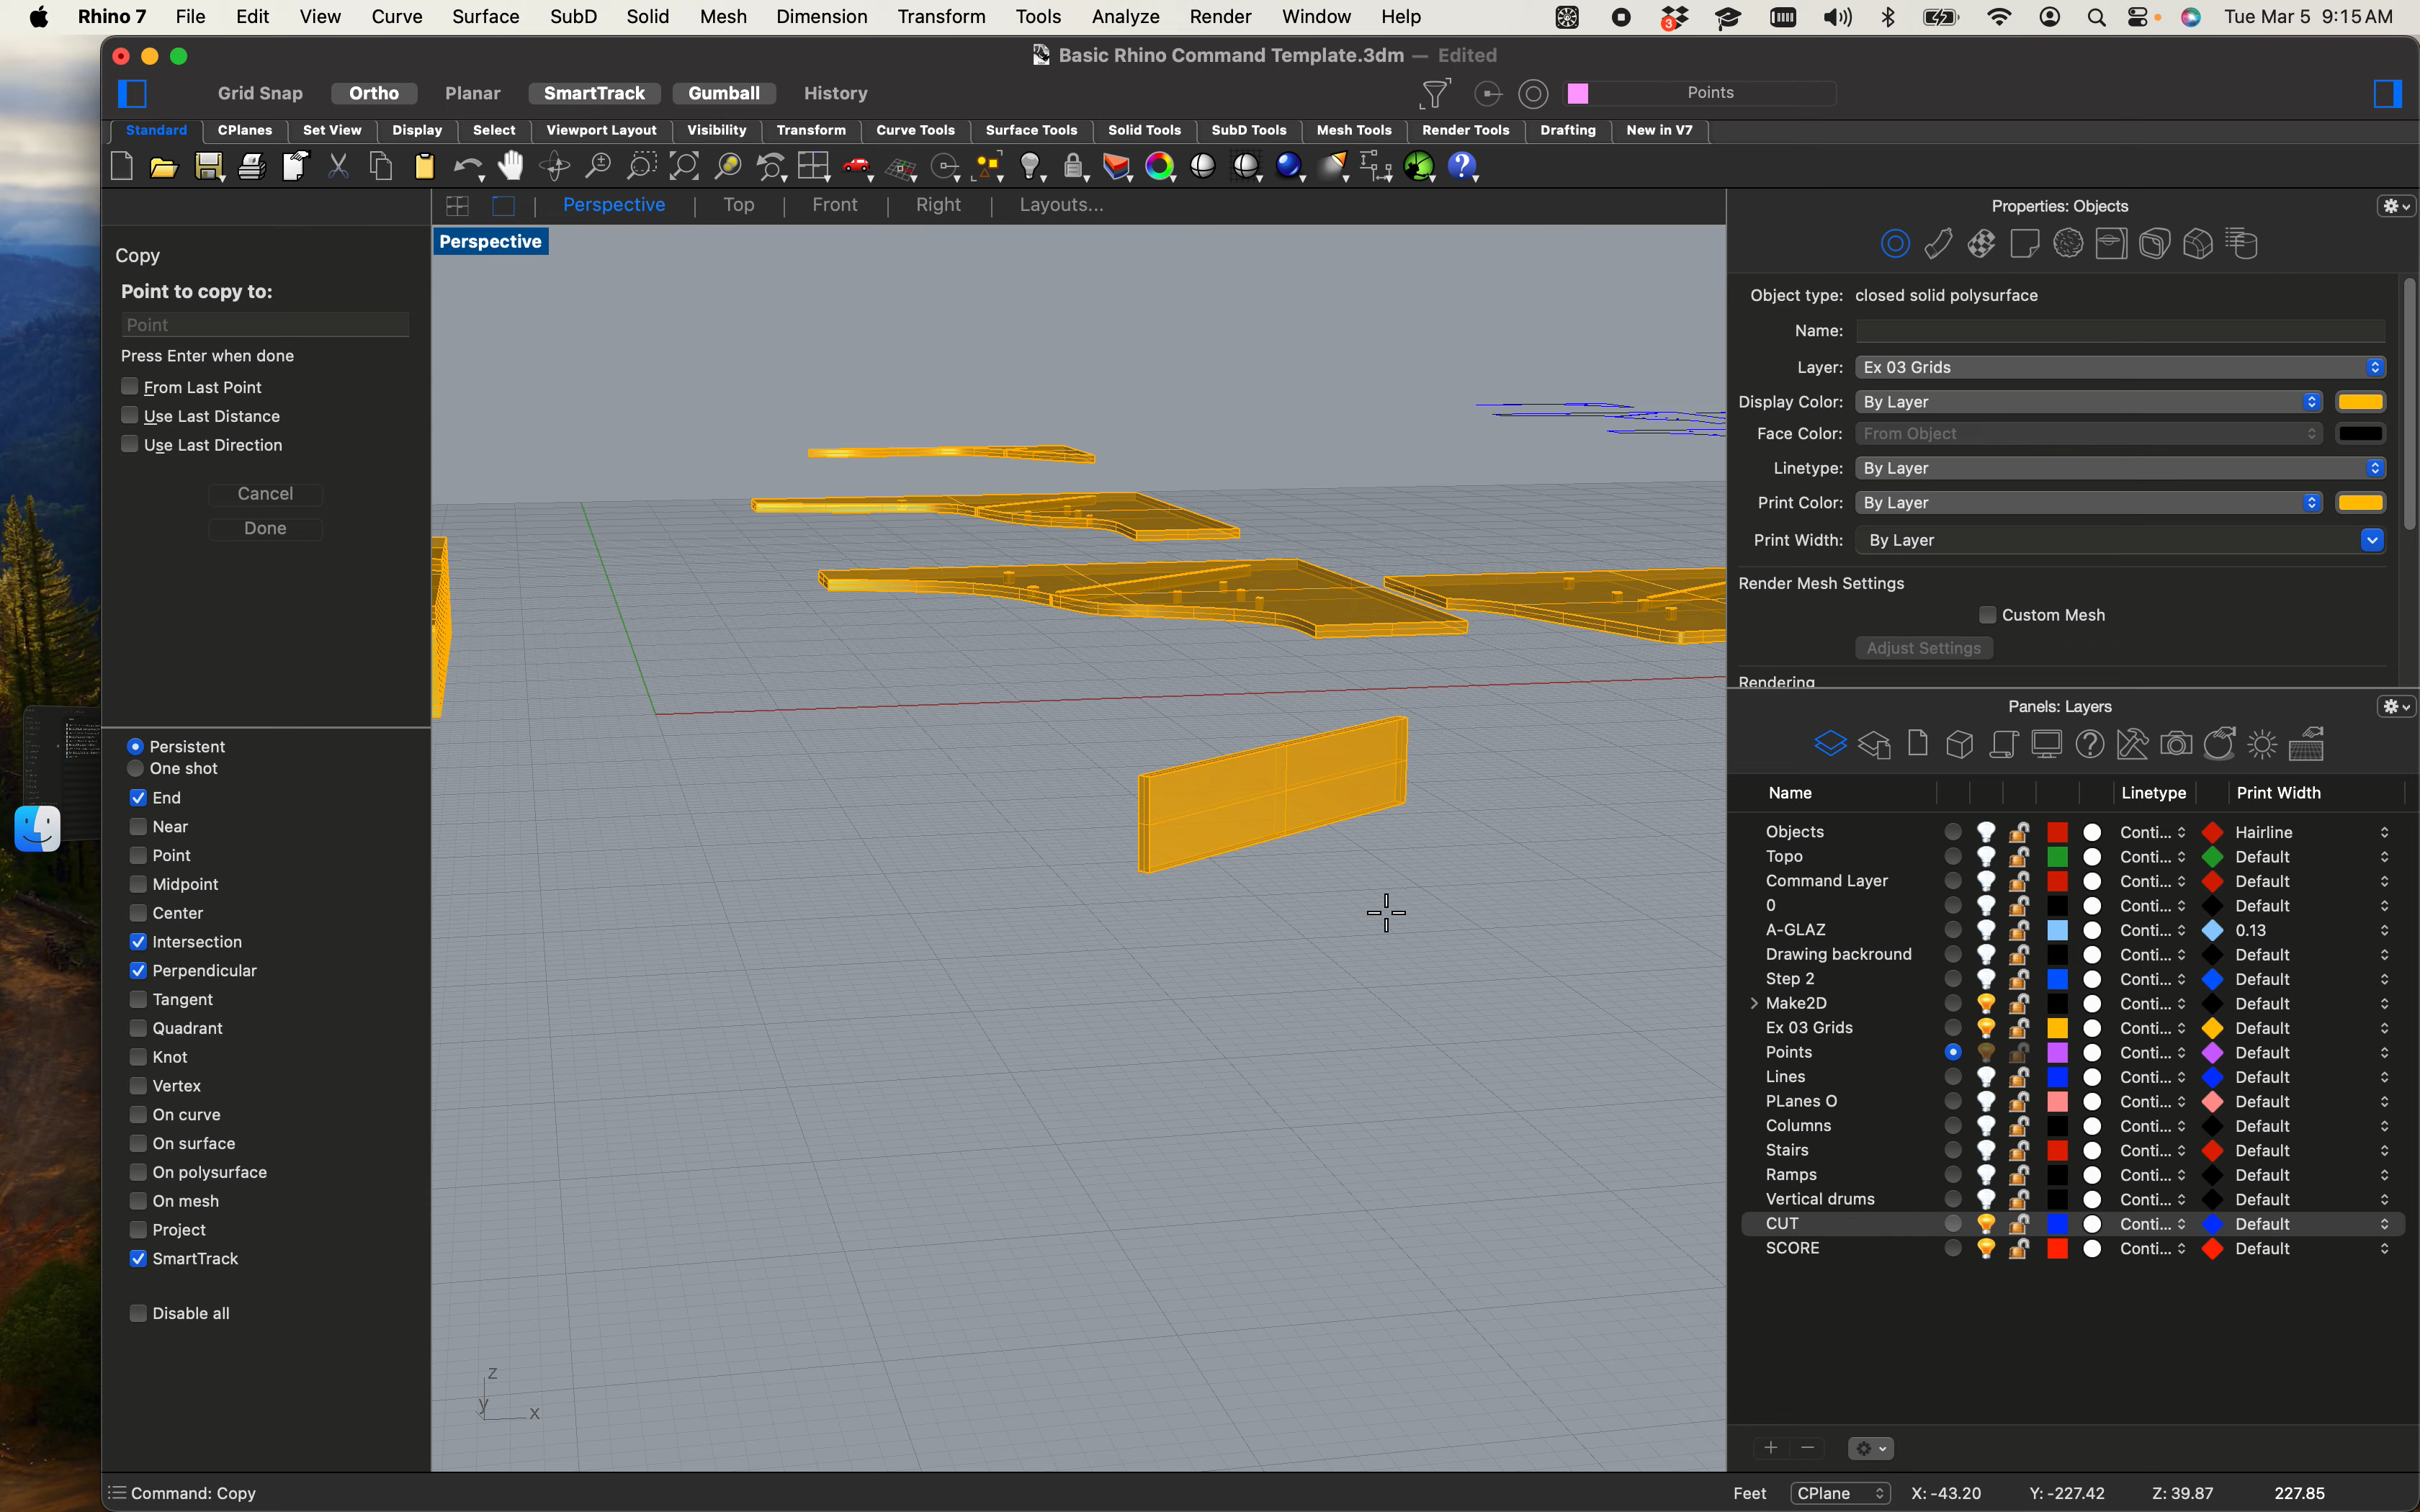 Rhino 7 File Edit View Curve Surface SubD Solid Mesh Dimension Transform Tools Analyze Render Window Help 3 Tue Mar 5 9:15 AM
Basic Rhino Command Template.3dm — Edited
Grid Snap Ortho Planar SmartTrack Gumball History Points
Standard CPlanes Set View Display Select Viewport Layout Visibility Transform Curve Tools Surface Tools Solid Tools SubD Tools Mesh Tools Render Tools Drafting New in V7
Perspective Top Front Right Layouts...
Perspective
Copy
Point to copy to:
Point
Press Enter when done
From Last Point
Use Last Distance
Use Last Direction
Cancel
Done
Persistent
One shot
End
Near
Point
Midpoint
Center
Intersection
Perpendicular
Tangent
Quadrant
Knot
Vertex
On curve
On surface
On polysurface
On mesh
Project
SmartTrack
Disable all
z
y
x
Properties: Objects
Object type: closed solid polysurface
Name:
Layer: Ex 03 Grids
Display Color: By Layer
Face Color: From Object
Linetype: By Layer
Print Color: By Layer
Print Width: By Layer
Render Mesh Settings
Custom Mesh
Adjust Settings
Rendering
Panels: Layers
Name Linetype Print Width
Objects Conti... Hairline
Topo Conti... Default
Command Layer Conti... Default
0 Conti... Default
A-GLAZ Conti... 0.13
Drawing backround Conti... Default
Step 2 Conti... Default
Make2D Conti... Default
Ex 03 Grids Conti... Default
Points Conti... Default
Lines Conti... Default
PLanes O Conti... Default
Columns Conti... Default
Stairs Conti... Default
Ramps Conti... Default
Vertical drums Conti... Default
CUT Conti... Default
SCORE Conti... Default
Command: Copy Feet CPlane X: -43.20 Y: -227.42 Z: 39.87 227.85